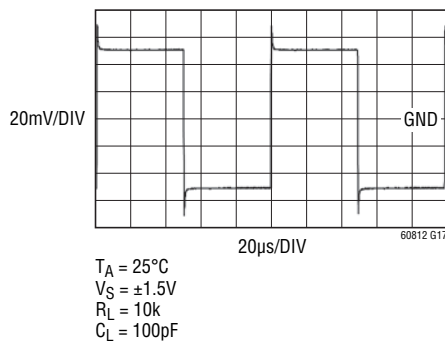 20mV/DIV
GND
60812 G17
20µs/DIV
T_A = 25°C
V_S = ±1.5V
R_L = 10k
C_L = 100pF